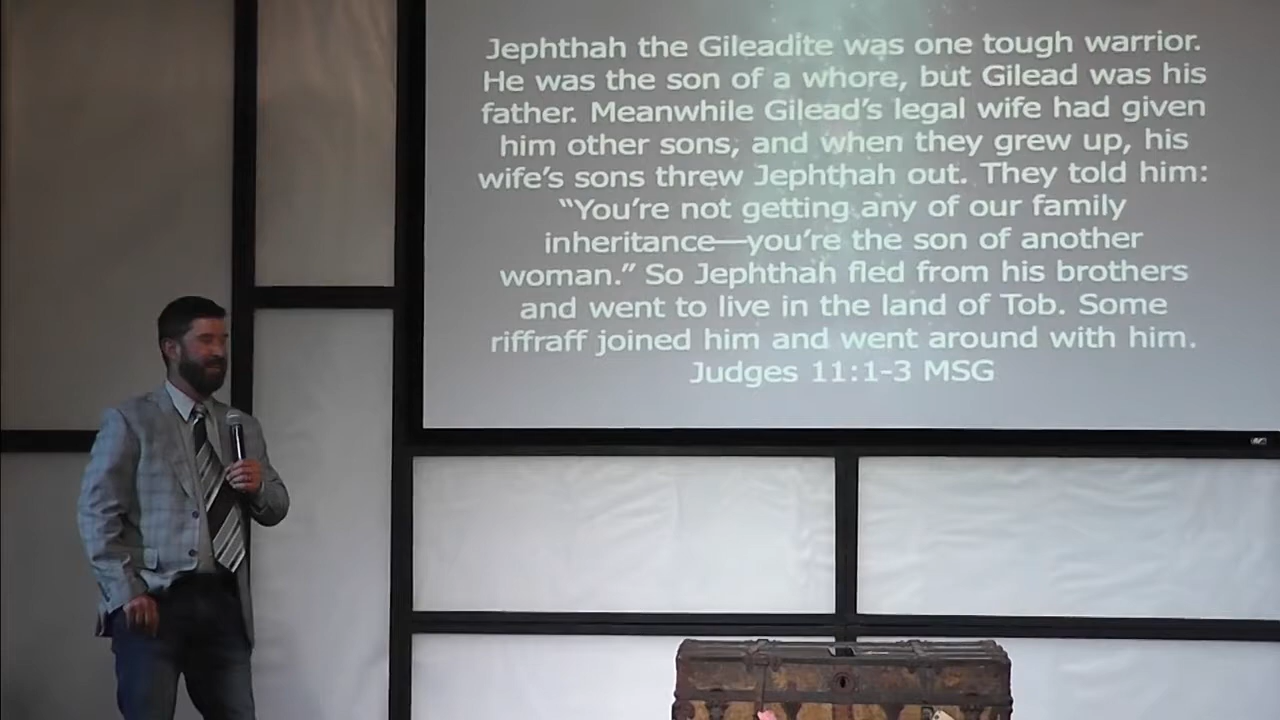 Jephthah the Gileadite was one tough warrior.
He was the son of a whore, but Gilead was his
father. Meanwhile Gilead’s legal wife had given
him other sons, and when they grew up, his
wife’s sons threw Jephthah out. They told him:
“You’re not getting any of our family
inheritance—you’re the son of another
woman.” So Jephthah fled from his brothers
and went to live in the land of Tob. Some
riffraff joined him and went around with him.
Judges 11:1-3 MSG